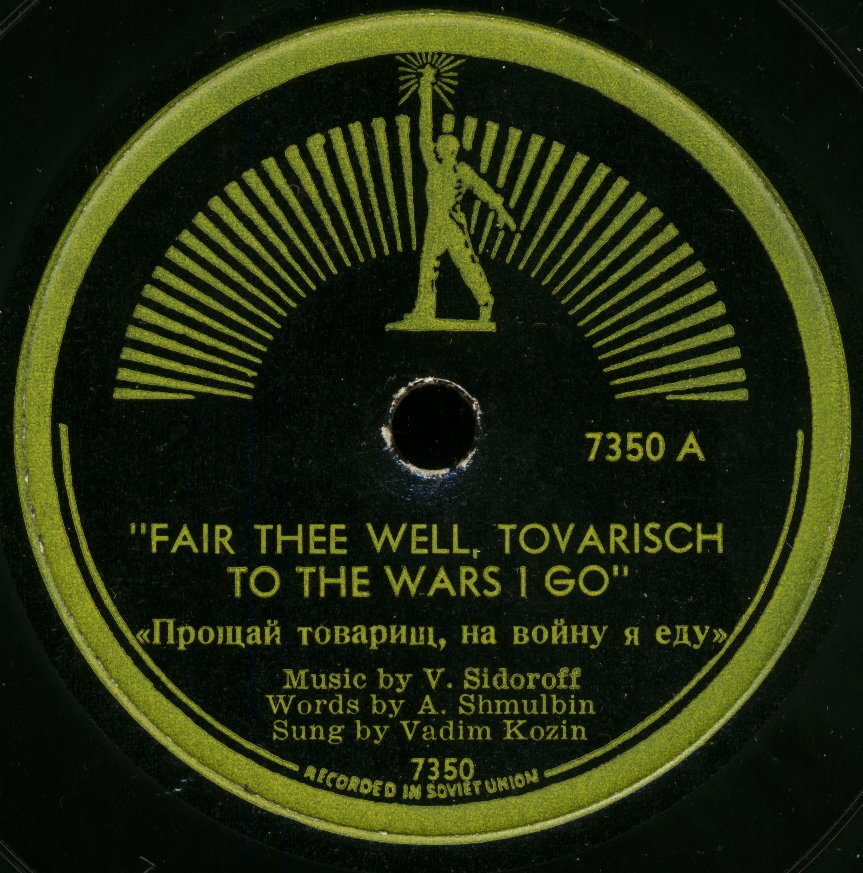 7350 A
"FAIR THEE WELL, TOVARISCH
TO THE WARS I GO"
«Прощай товарищ, на войну я еду»
Music by V. Sidoroff
Words by A. Shmulbin
Sung by Vadim Kozin
7350
RECORDED IN SOVIET UNION